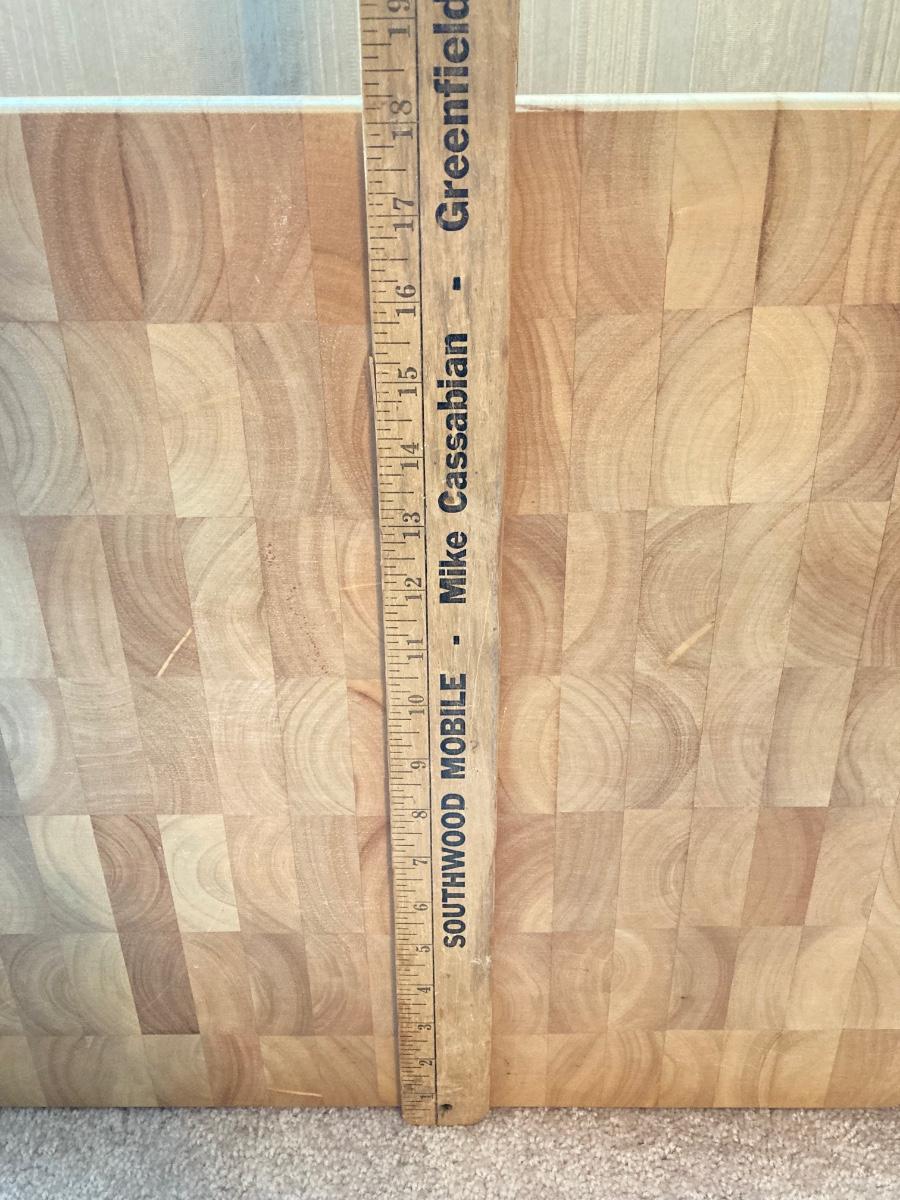 SOUTHWOOD MOBILE - Mike Cassabian - Greenfield
1 2 3 4 5 6 7 8 9 10 11 12 13 14 15 16 17 18 19